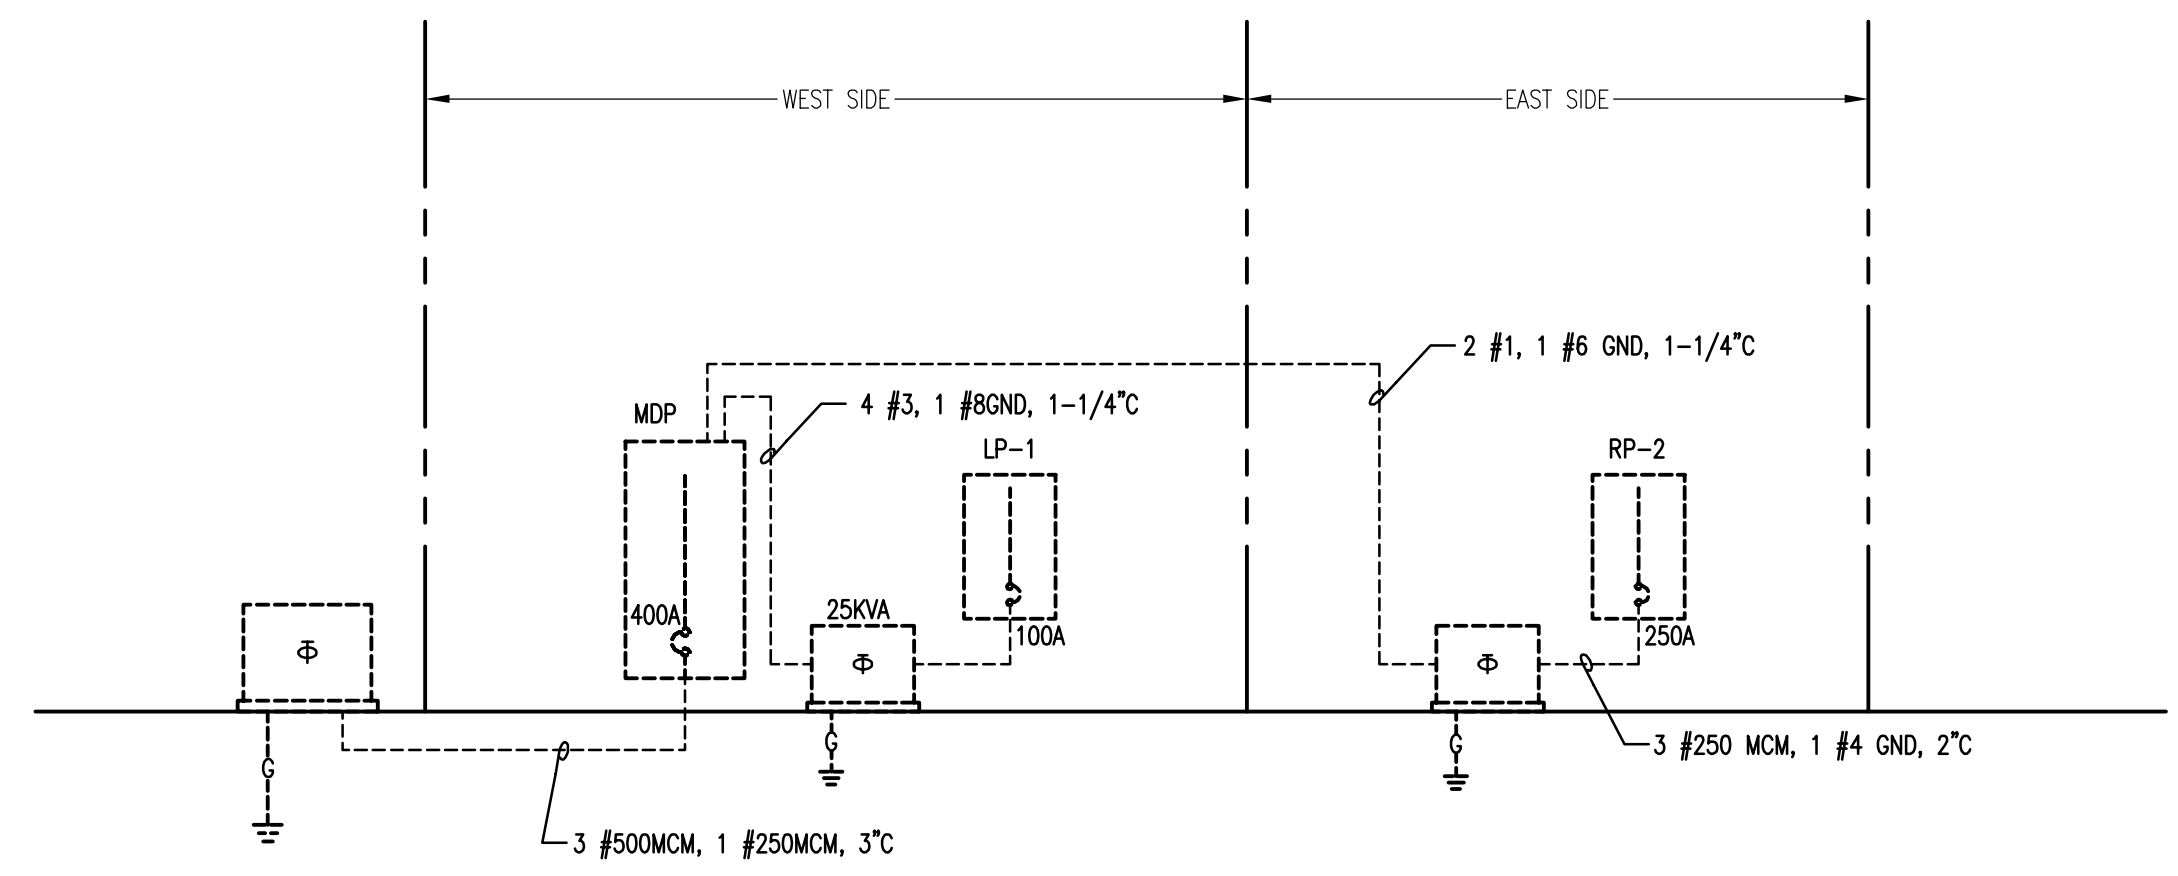 WEST SIDE
EAST SIDE
2 #1, 1 #6 GND, 1-1/4"C
MDP
4 #3, 1 #8GND, 1-1/4"C
LP-1
RP-2
400A
25KVA
100A
250A
Φ
Φ
Φ
G
G
G
3 #250 MCM, 1 #4 GND, 2"C
3 #500MCM, 1 #250MCM, 3"C